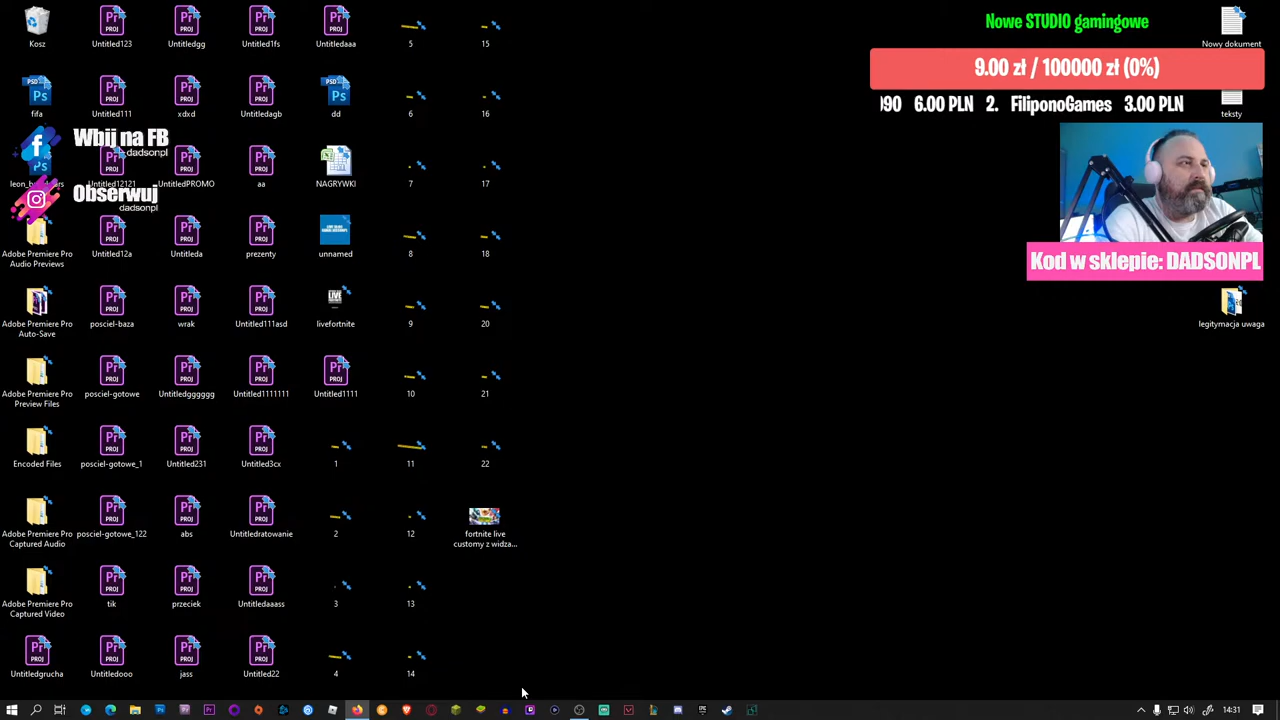 Nowe STUDIO gamingowe
9.00 zł / 100000 zł (0%)
90 6.00 PLN 2. FiliponoGames 3.00 PLN
Kod w sklepie: DADSONPL
Wbij na FB
dadsonpl
Obserwuj
dadsonpl
Kosz
Untitled123
Untitledgg
Untitled1fs
Untitledaaa
5
15
Nowy dokument
fifa
Untitled111
xdxd
Untitledagb
dd
6
16
teksty
Untitled12121
UntitledPROMO
aa
NAGRYWKI
7
17
Adobe Premiere Pro
Audio Previews
Untitled12a
Untitleda
prezenty
unnamed
8
18
Adobe Premiere Pro
Auto-Save
posciel-baza
wrak
Untitled111asd
livefortnite
9
20
legitymacja uwaga
Adobe Premiere Pro
Preview Files
posciel-gotowe
Untitledgggggg
Untitled1111111
Untitled1111
10
21
Encoded Files
posciel-gotowe_1
Untitled231
Untitled3cx
1
11
22
Adobe Premiere Pro
Captured Audio
posciel-gotowe_122
abs
Untitledratowanie
2
12
fortnite live
customy z widza...
Adobe Premiere Pro
Captured Video
tik
przeciek
Untitledaaass
3
13
Untitledgrucha
Untitledooo
jass
Untitled22
4
14
14:31